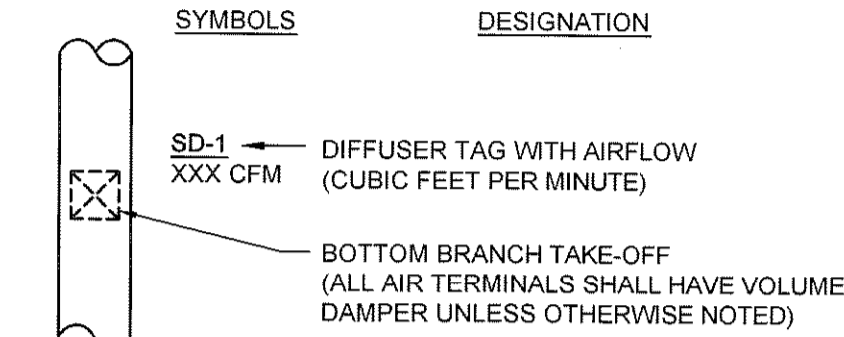 SYMBOLS
DESIGNATION
SD-1
XXX CFM
DIFFUSER TAG WITH AIRFLOW
(CUBIC FEET PER MINUTE)
BOTTOM BRANCH TAKE-OFF
(ALL AIR TERMINALS SHALL HAVE VOLUME
DAMPER UNLESS OTHERWISE NOTED)